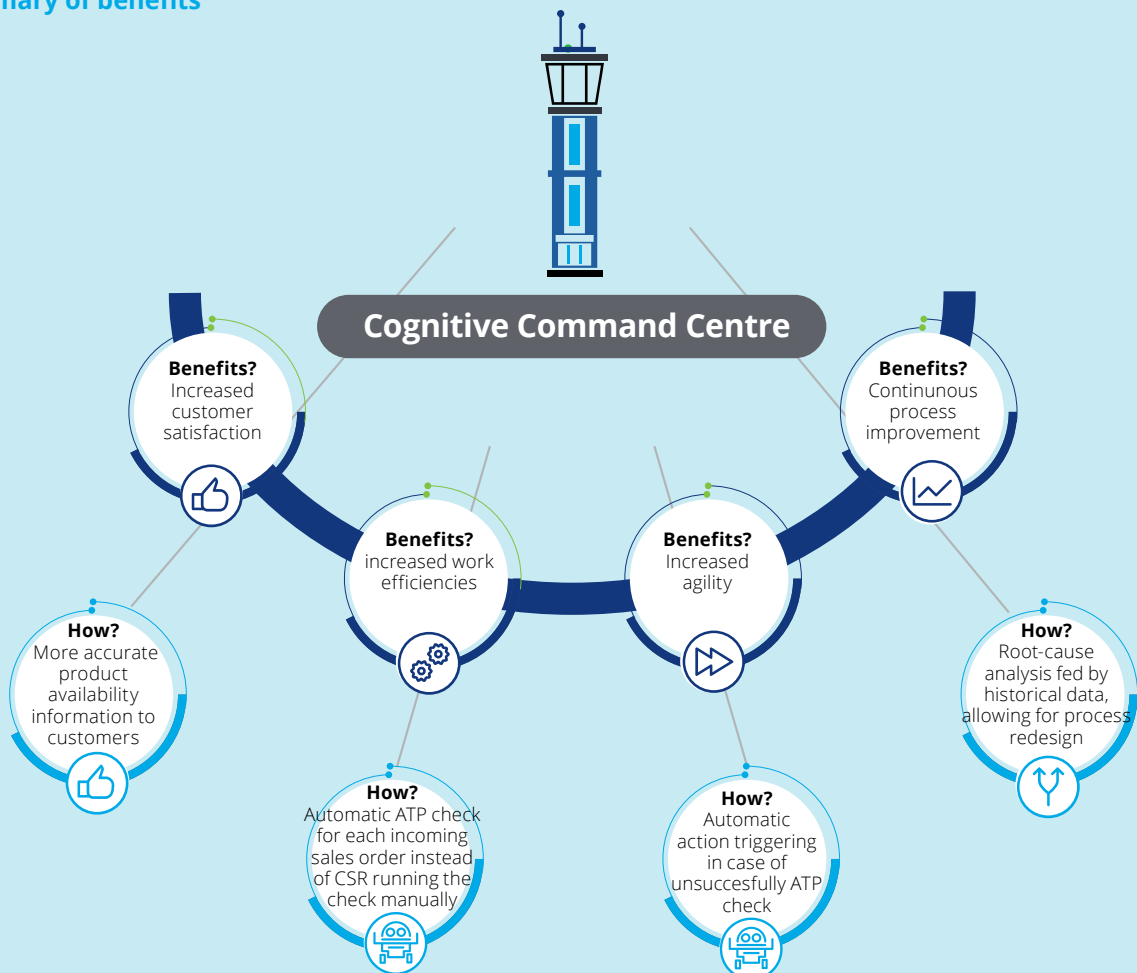 mary of benefits
Cognitive Command Centre
Benefits?
Increased
customer
satisfaction
Benefits?
increased work
efficiencies
Benefits?
Increased
agility
Benefits?
Continunous
process
improvement
How?
More accurate
product
availability
information to
customers
How?
Automatic ATP check
for each incoming
sales order instead
of CSR running the
check manually
How?
Automatic
action triggering
in case of
unsuccesfully ATP
check
How?
Root-cause
analysis fed by
historical data,
allowing for process
redesign